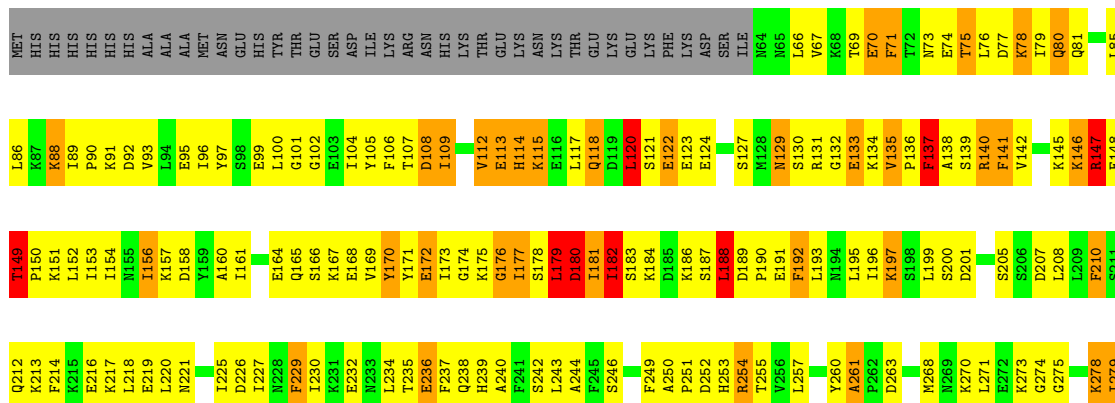 MET HIS HIS HIS HIS HIS HIS ALA ALA ALA MET ASN GLU HIS TYR THR GLU SER ASP ILE LYS ARG ASN HIS LYS THR GLU LYS ASN LYS THR GLU LYS GLU LYS PHE LYS ASP SER ILE N64 N65 L66 V67 K68 T69 E70 F71 T72 N73 E74 T75 L76 D77 K78 I79 Q80 Q81
L86 K87 K88 T89 P90 K91 D92 V93 L94 E95 I96 Y97 S98 E99 L100 G101 G102 E103 I104 Y105 F106 T107 D108 I109 V112 E113 H114 K115 E116 L117 Q118 D119 L120 S121 E122 E123 E124 S127 M128 N129 S130 R131 G132 E133 K134 V135 P136 F137 A138 S139 R140 F141 V142 K145 K146 R147
T149 P150 K151 L152 I153 I154 N155 I156 K157 D158 Y159 A160 I161 E164 Q165 S166 K167 E168 V169 Y170 Y171 E172 I173 G174 K175 G176 I177 S178 L179 D180 I181 I182 S183 K184 D185 K186 S187 L188 D189 P190 E191 F192 L193 N194 L195 I196 K197 S198 L199 S200 D201 S205 S206 D207 L208 L209 F210 S211
Q212 K213 F214 K215 E216 K217 L218 E219 L220 N221 I225 D226 I227 N228 F229 I230 K231 E232 N233 L234 T235 E236 F237 Q238 H239 A240 F241 S242 L243 A244 F245 S246 F249 A250 P251 D252 H253 R254 T255 V256 L257 Y260 A261 P262 D263 M268 N269 K270 L271 E272 K273 G274 G275 K278